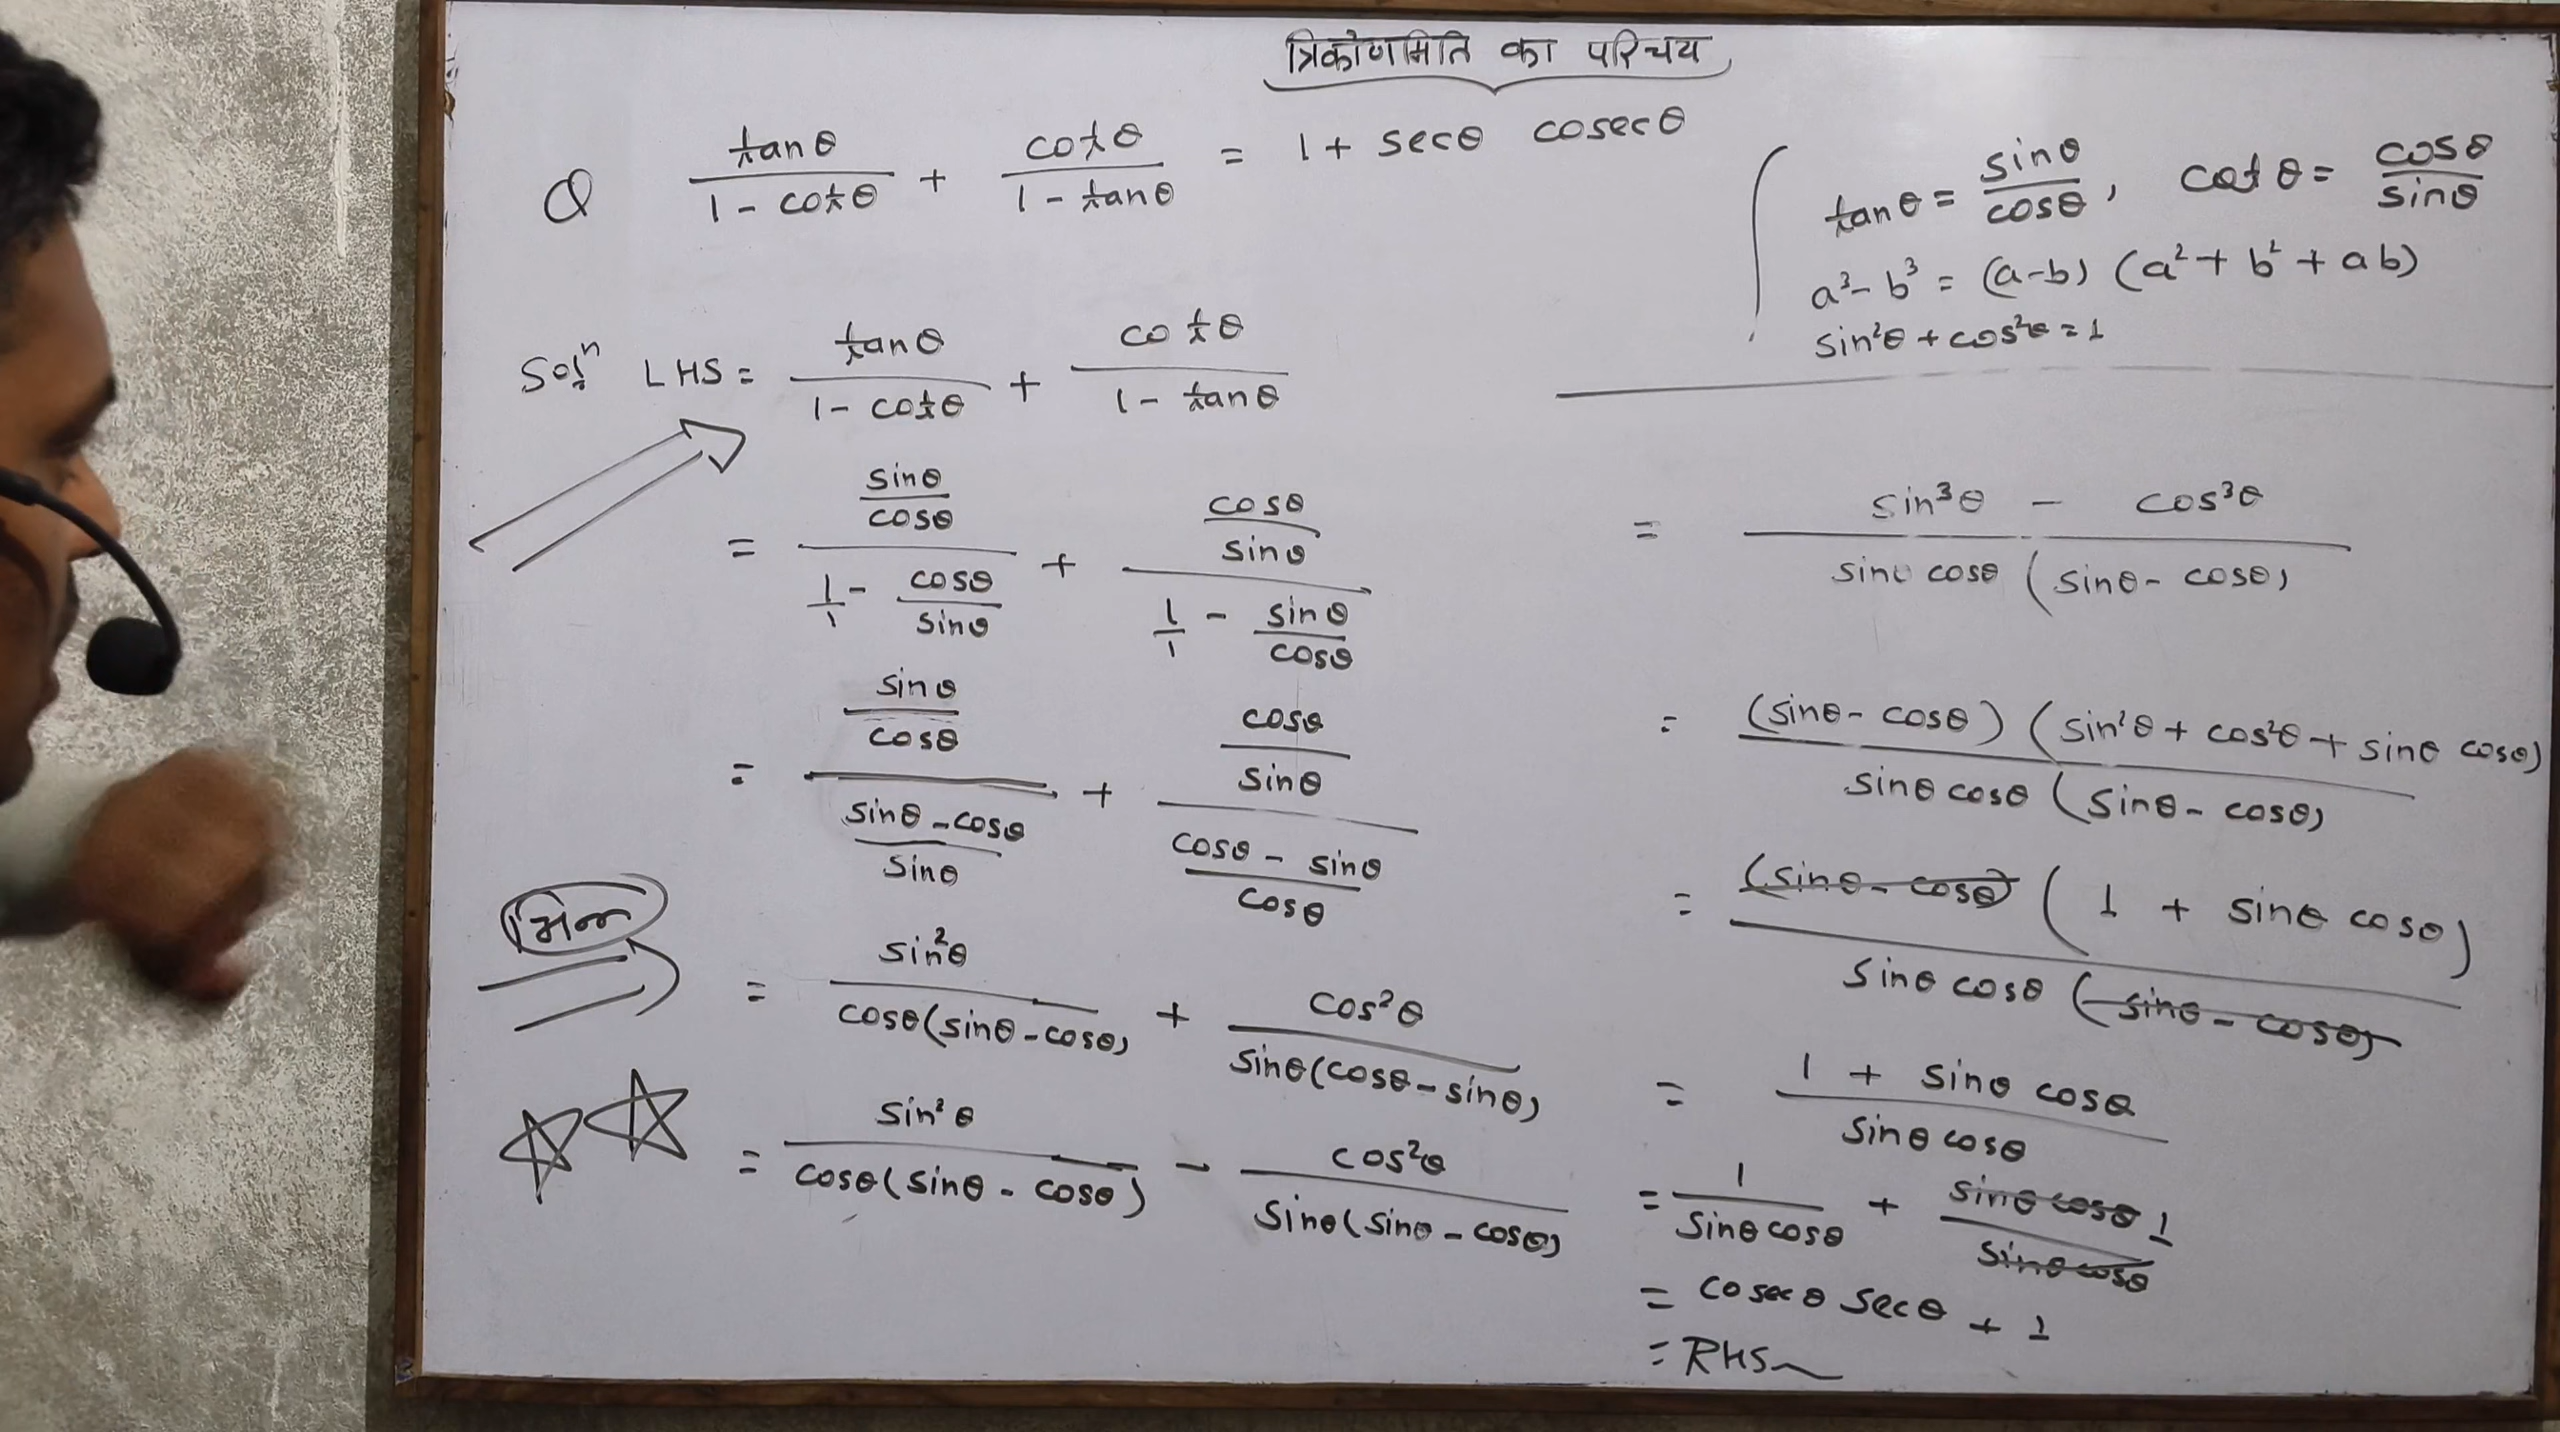 त्रिकोणमिति का परिचय
Q tanθ/(1 - cotθ) + cotθ/(1 - tanθ) = 1 + secθ cosecθ
tanθ = sinθ/cosθ, cotθ = cosθ/sinθ
a³ - b³ = (a-b) (a² + b² + ab)
sin²θ + cos²θ = 1
Solⁿ LHS = tanθ/(1 - cotθ) + cotθ/(1 - tanθ)
= (sinθ/cosθ)/(1/1 - cosθ/sinθ) + (cosθ/sinθ)/(1/1 - sinθ/cosθ)
= (sinθ/cosθ)/((sinθ - cosθ)/sinθ) + (cosθ/sinθ)/((cosθ - sinθ)/cosθ)
= sin²θ/(cosθ(sinθ - cosθ)) + cos²θ/(sinθ(cosθ - sinθ))
= sin²θ/(cosθ(sinθ - cosθ)) - cos²θ/(sinθ(sinθ - cosθ))
= (sin³θ - cos³θ)/(sinθ cosθ (sinθ - cosθ))
= (sinθ - cosθ) (sin²θ + cos²θ + sinθ cosθ)/(sinθ cosθ (sinθ - cosθ))
= (sinθ - cosθ) (1 + sinθ cosθ)/(sinθ cosθ (sinθ - cosθ))
= (1 + sinθ cosθ)/(sinθ cosθ)
= 1/(sinθ cosθ) + sinθ cosθ 1/(sinθ cosθ)
= cosecθ secθ + 1
= RHS